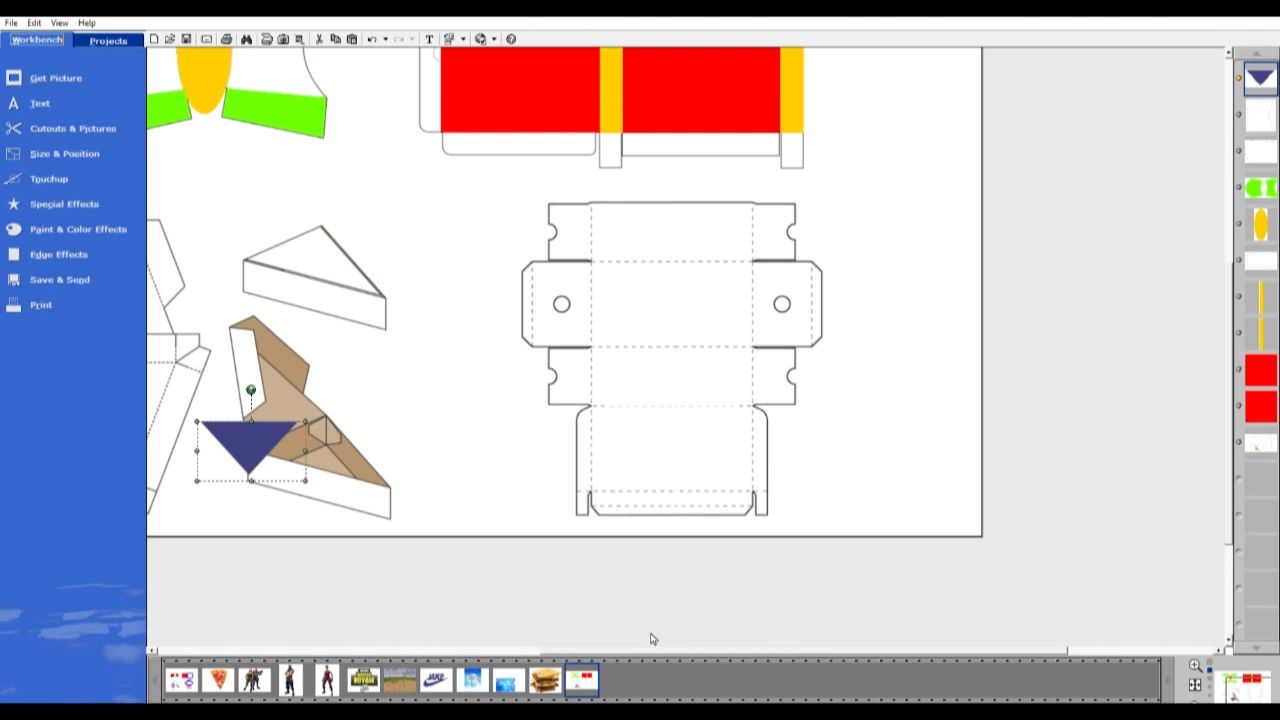 File Edit View Help
Workbench Projects
Get Picture
Text
Cutouts & Pictures
Size & Position
Touchup
Special Effects
Paint & Color Effects
Edge Effects
Save & Send
Print
JAKE